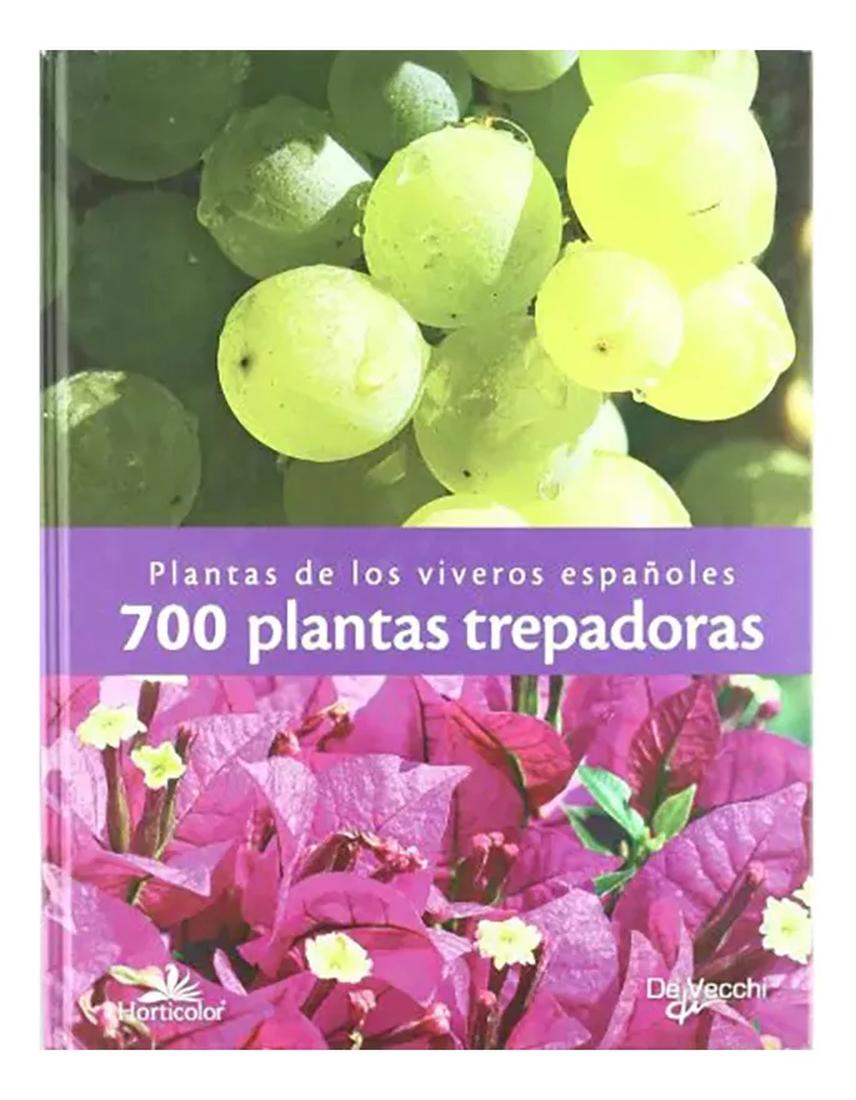 Plantas de los viveros españoles
700 plantas trepadoras
Horticolor
De Vecchi